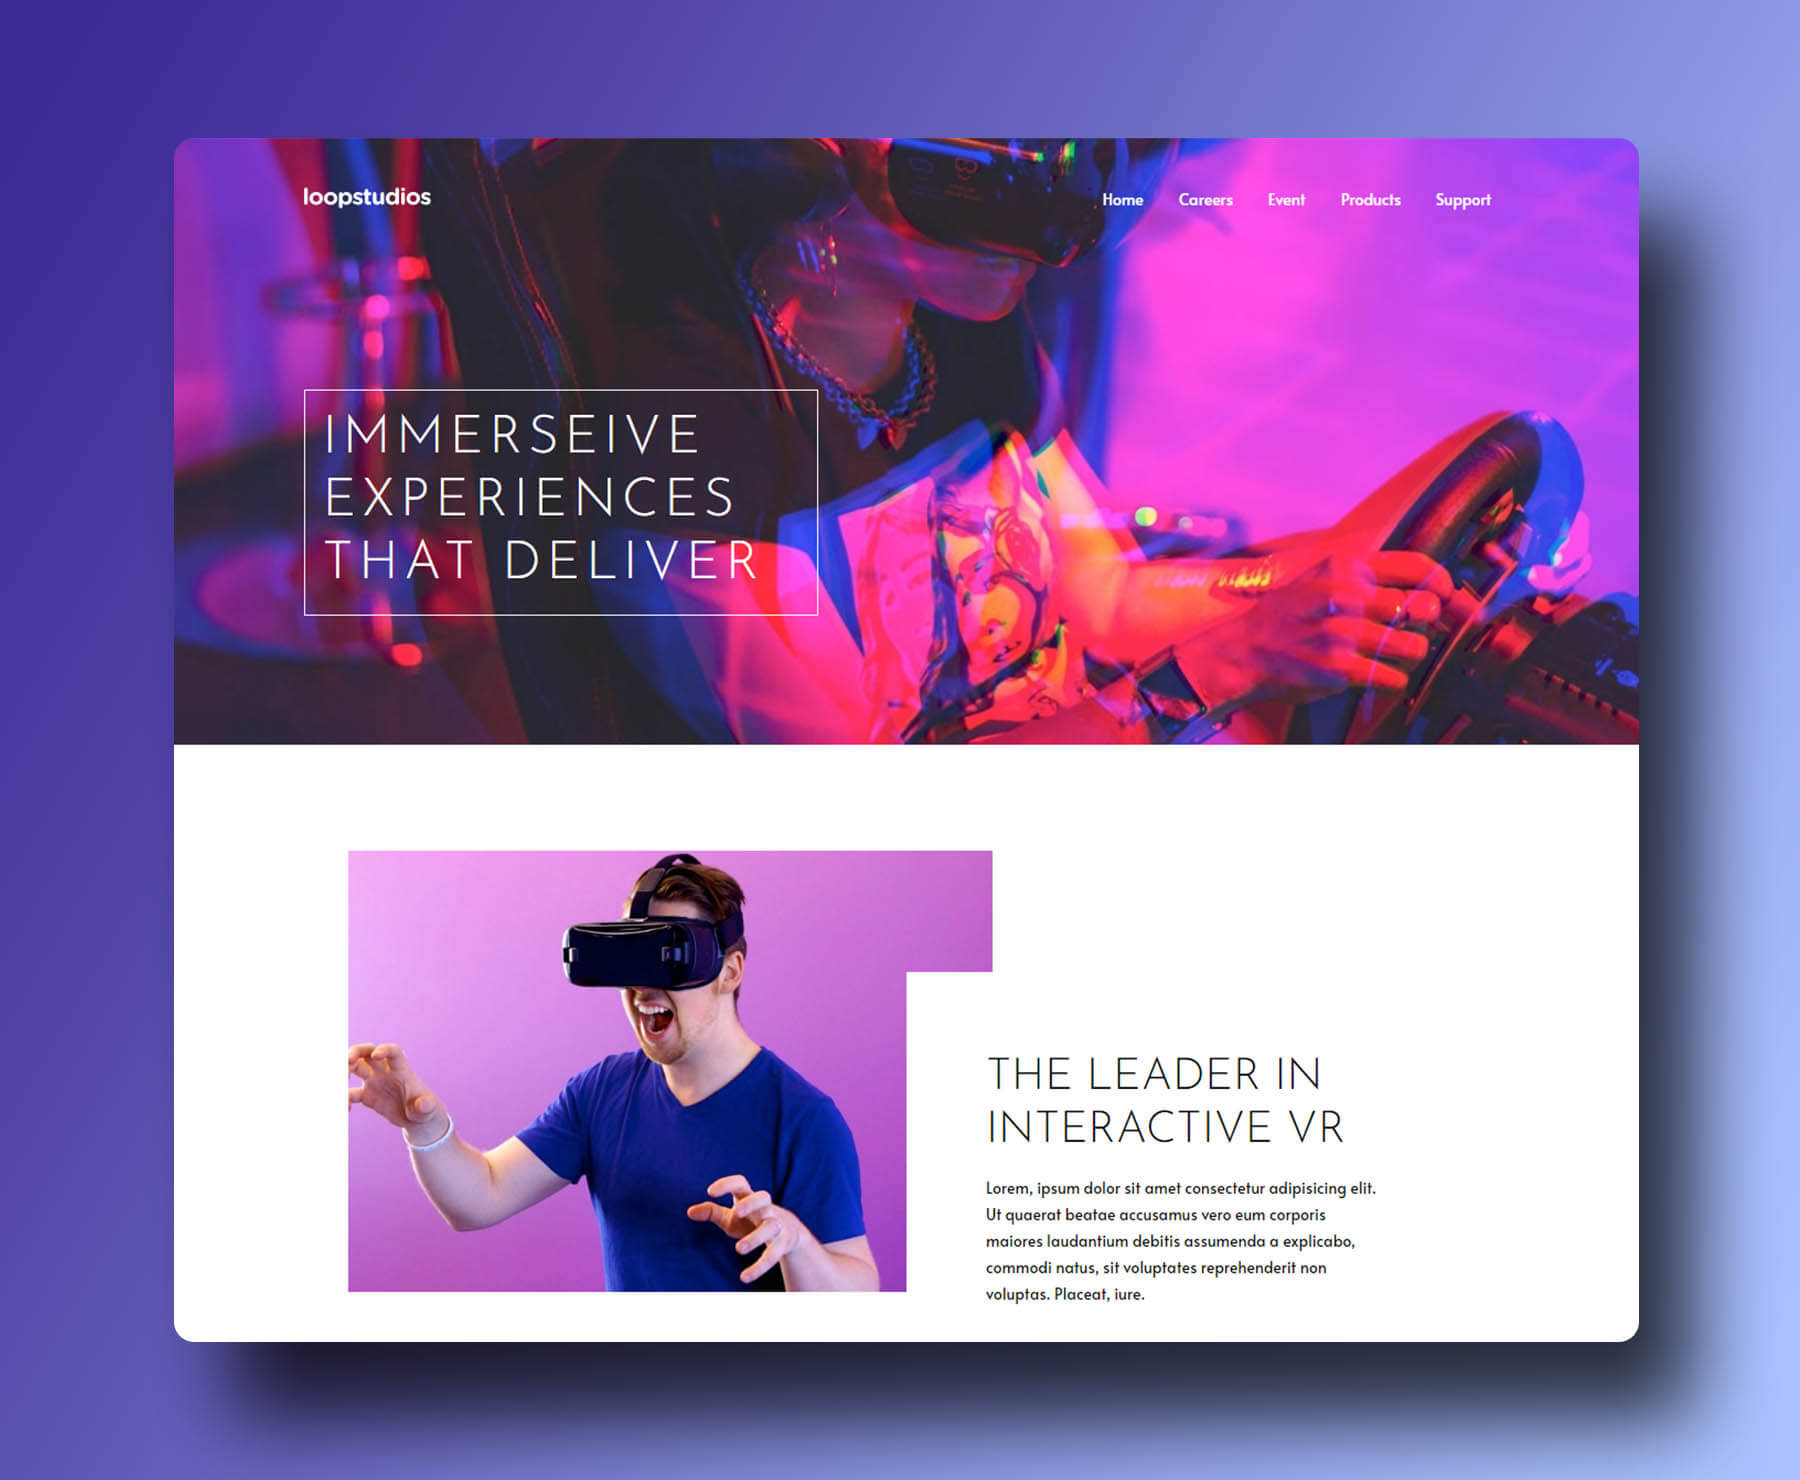 loopstudios
Home Careers Event Products Support
IMMERSEIVE
EXPERIENCES
THAT DELIVER
THE LEADER IN
INTERACTIVE VR
Lorem, ipsum dolor sit amet consectetur adipisicing elit.
Ut quaerat beatae accusamus vero eum corporis
maiores laudantium debitis assumenda a explicabo,
commodi natus, sit voluptates reprehenderit non
voluptas. Placeat, iure.